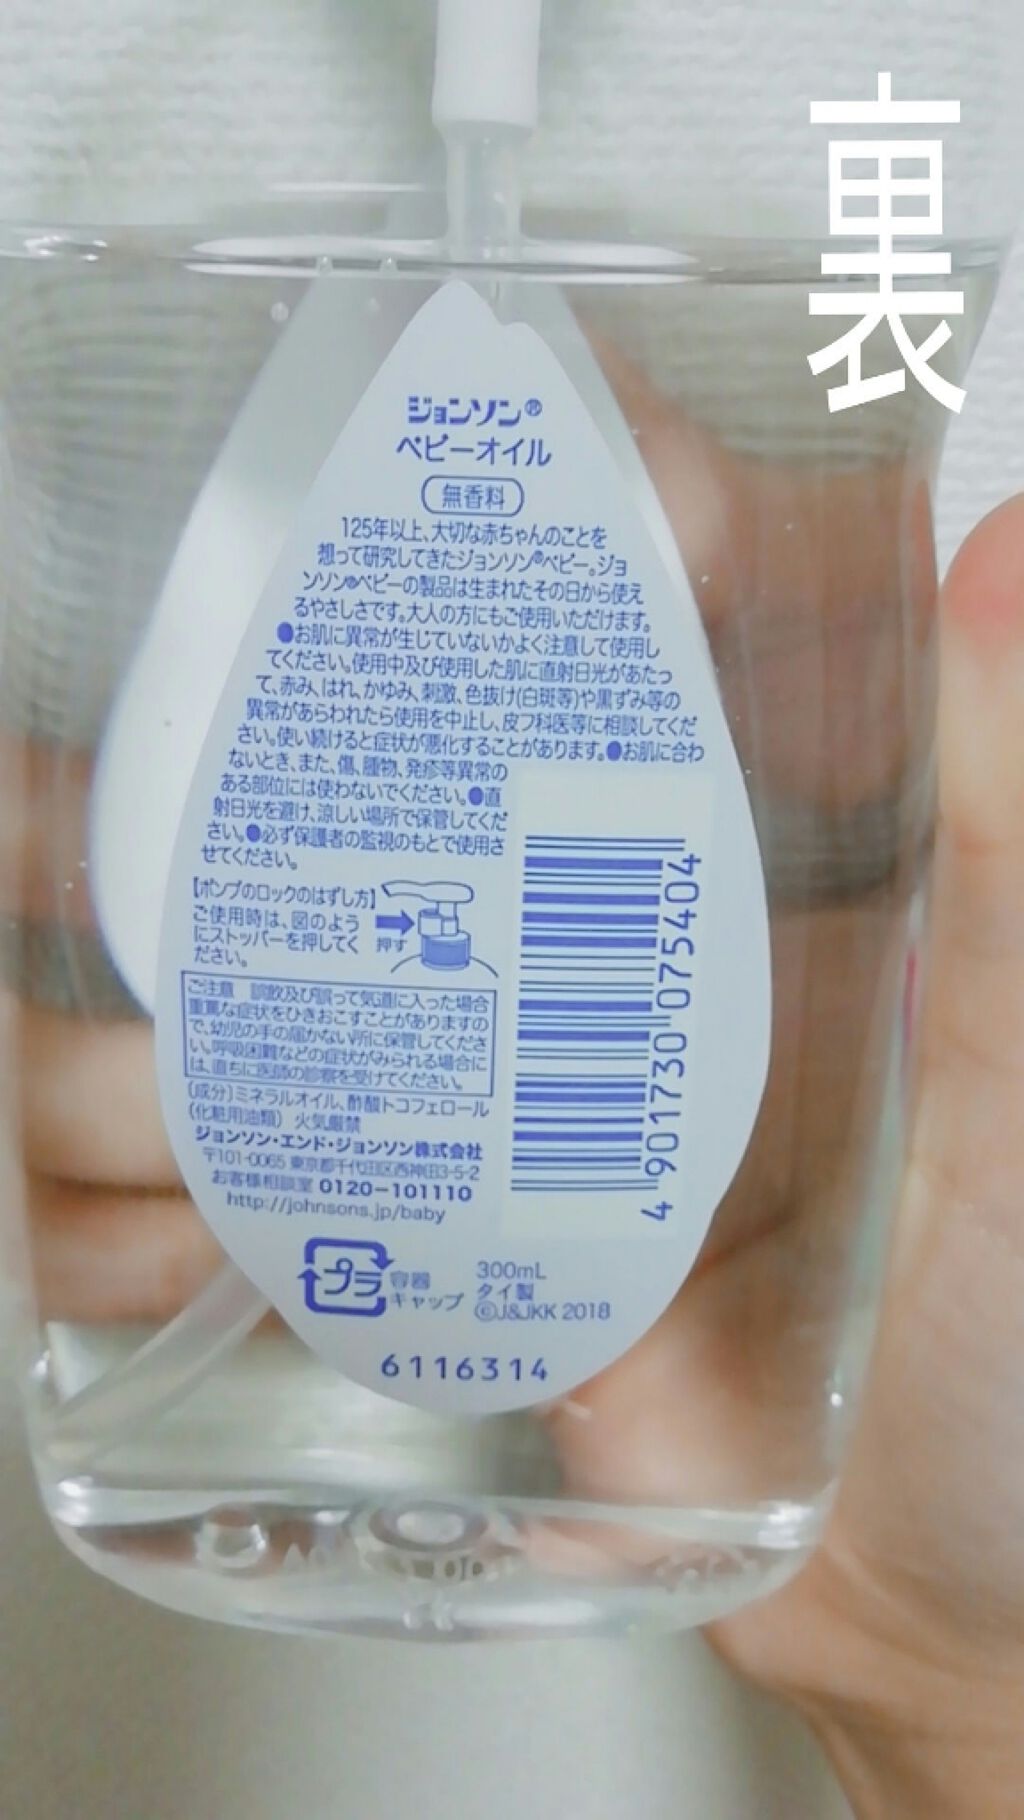 裏
ジョンソン®
ベビーオイル
無香料
125年以上、大切な赤ちゃんのことを
想って研究してきたジョンソン®ベビー。ジョ
ンソン®ベビーの製品は生まれたその日から使え
るやさしさです。大人の方にもご使用いただけます。
●お肌に異常が生じていないかよく注意して使用し
てください。使用中及び使用した肌に直射日光があたっ
て、赤み、はれ、かゆみ、刺激、色抜け(白斑等)や黒ずみ等の
異常があらわれたら使用を中止し、皮フ科医等に相談してくだ
さい。使い続けると症状が悪化することがあります。●お肌に合わ
ないとき、また、傷、腫物、発疹等異常の
ある部位には使わないでください。●直
射日光を避け、涼しい場所で保管してくだ
さい。●必ず保護者の監視のもとで使用さ
せてください。
【ポンプのロックのはずし方】
ご使用時は、図のよう
にストッパーを押してく
ださい。
押す
ご注意 誤飲及び誤って気道に入った場合
重篤な症状をひきおこすことがありますの
で、幼児の手の届かない所に保管してくださ
い。呼吸困難などの症状がみられる場合に
は、直ちに医師の診察を受けてください。
〔成分〕ミネラルオイル、酢酸トコフェロール
(化粧用油類) 火気厳禁
ジョンソン・エンド・ジョンソン株式会社
〒101-0065 東京都千代田区西神田3-5-2
お客様相談室 0120-101110
http://johnsons.jp/baby
プラ
容器
キャップ
300mL
タイ製
©J&JKK 2018
6116314
4 901730 075404